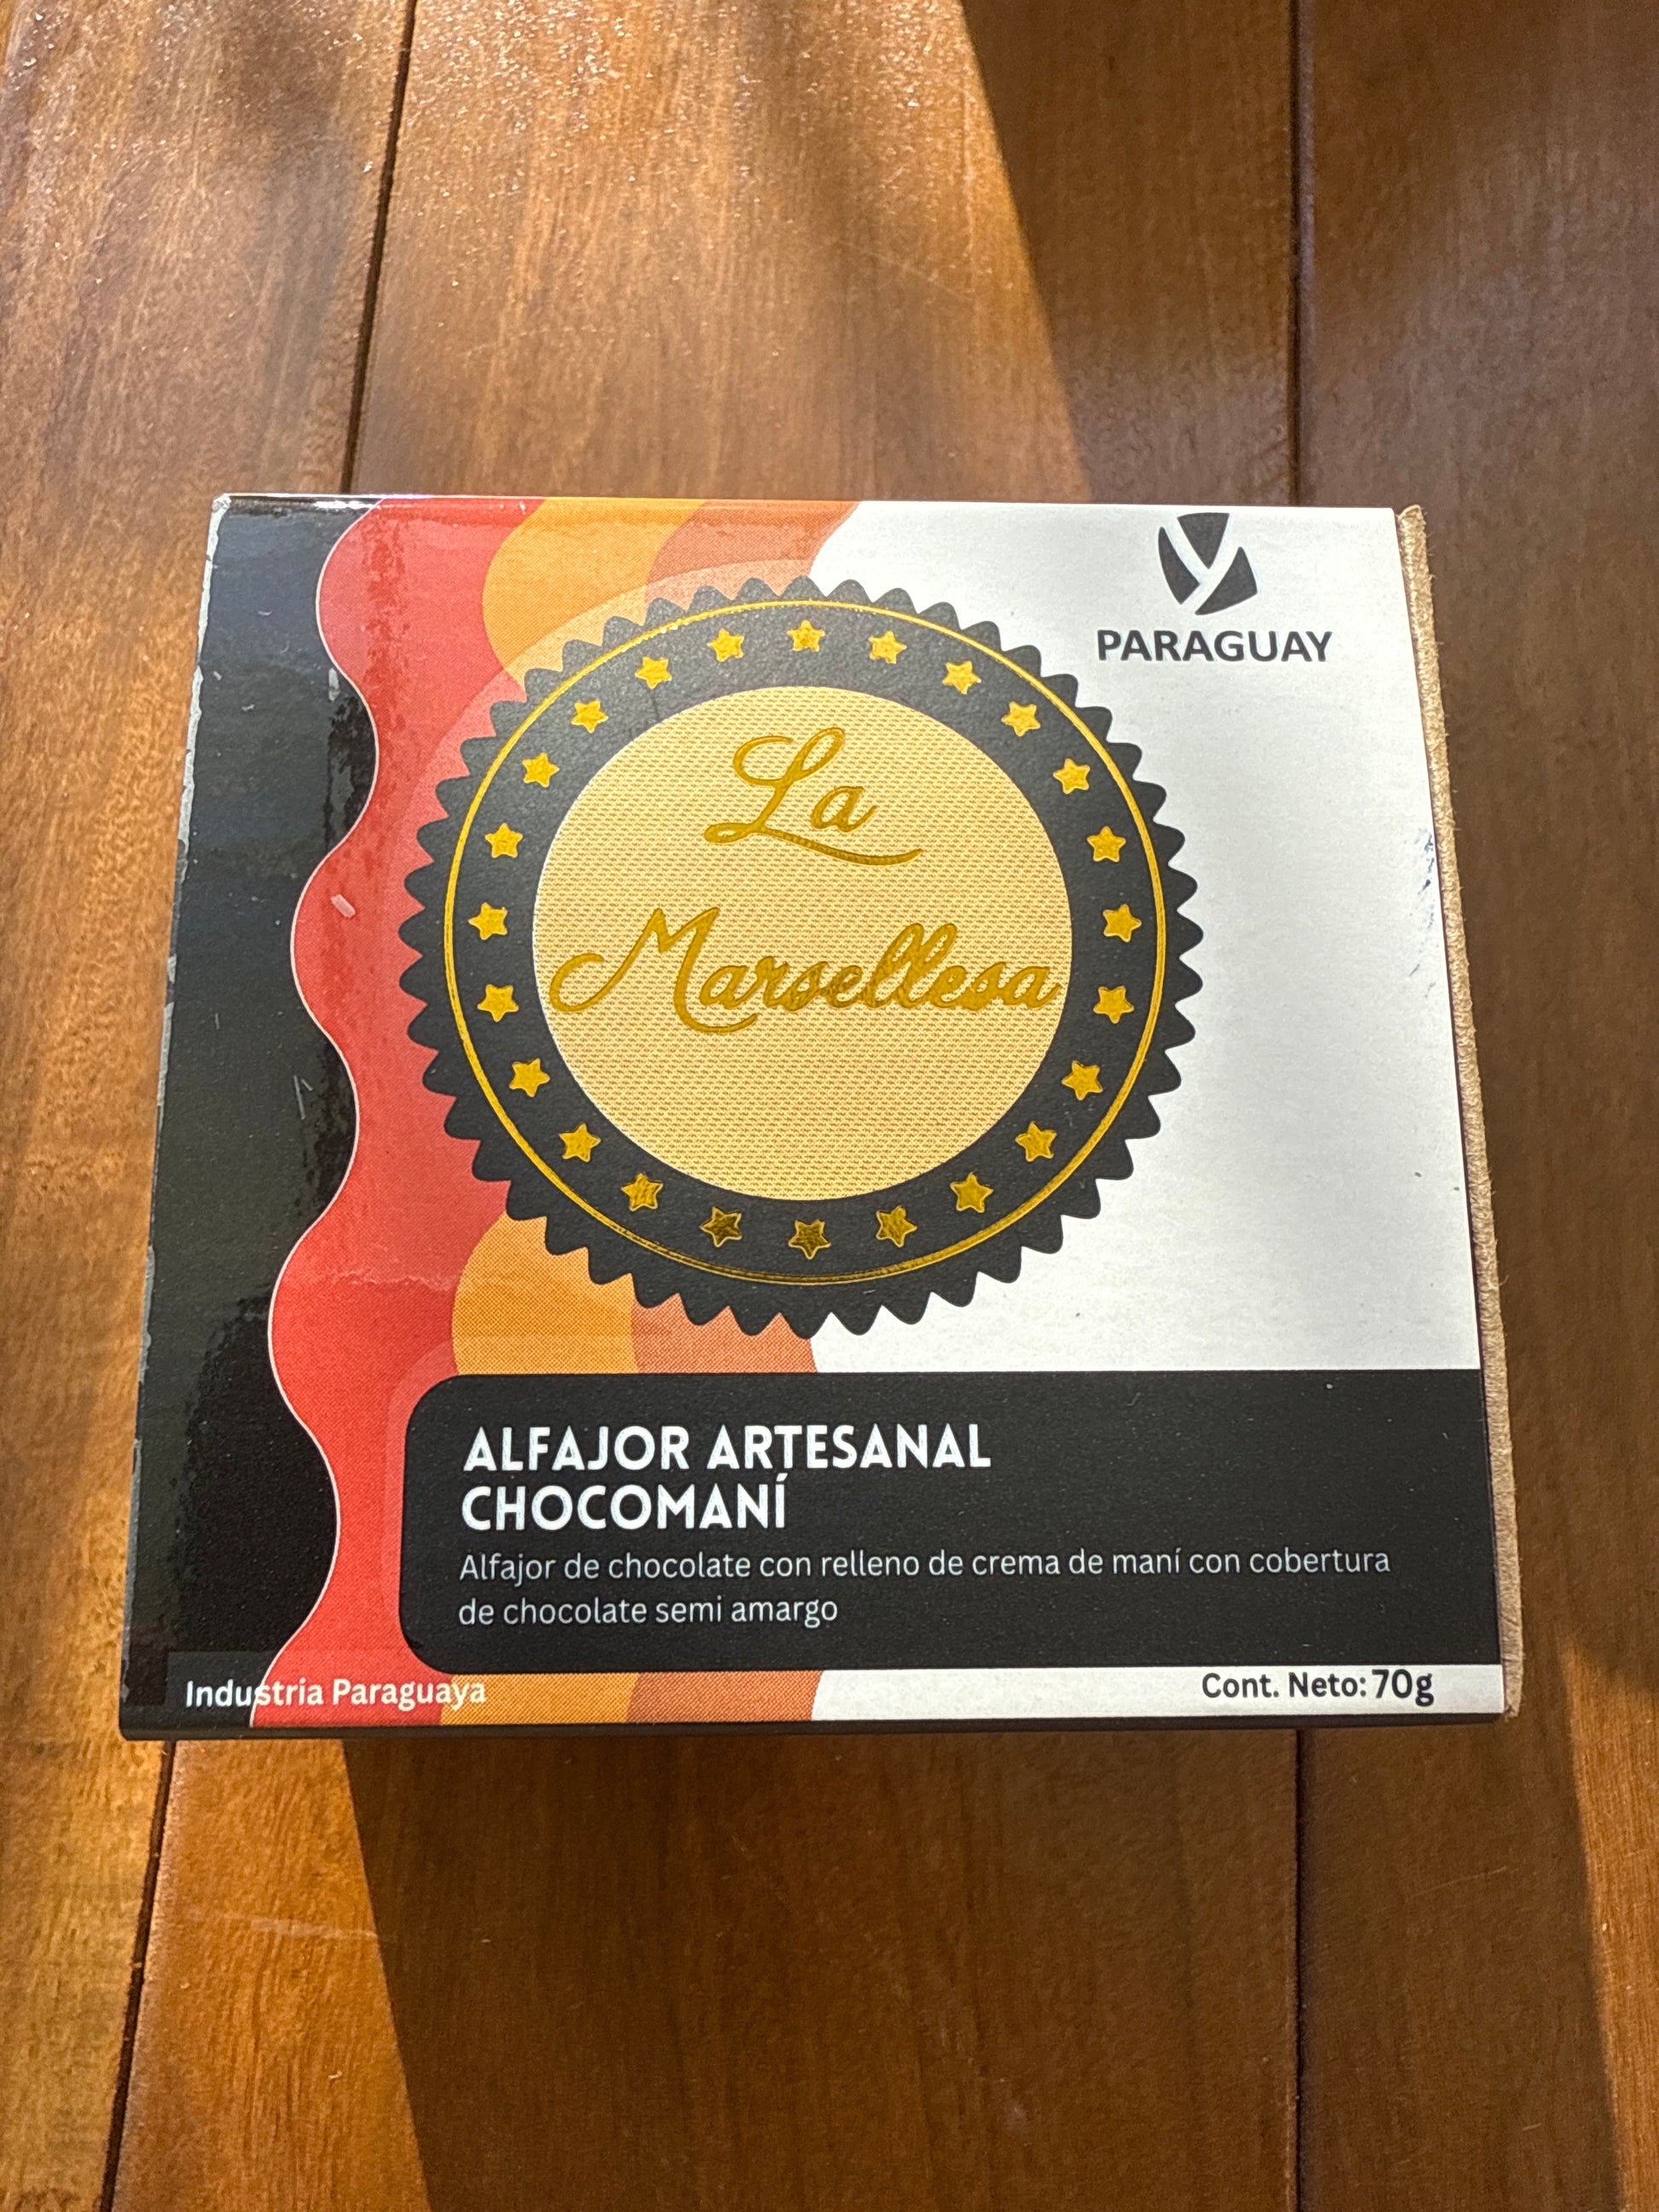 PARAGUAY
La
Marsellesa
ALFAJOR ARTESANAL
CHOCOMANÍ
Alfajor de chocolate con relleno de crema de maní con cobertura
de chocolate semi amargo
Industria Paraguaya
Cont. Neto: 70g